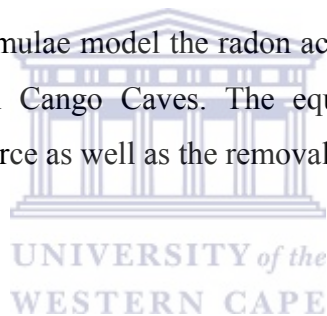 mulae model the radon ac
Cango Caves. The equ
rce as well as the removal
UNIVERSITY of the
WESTERN CAPE